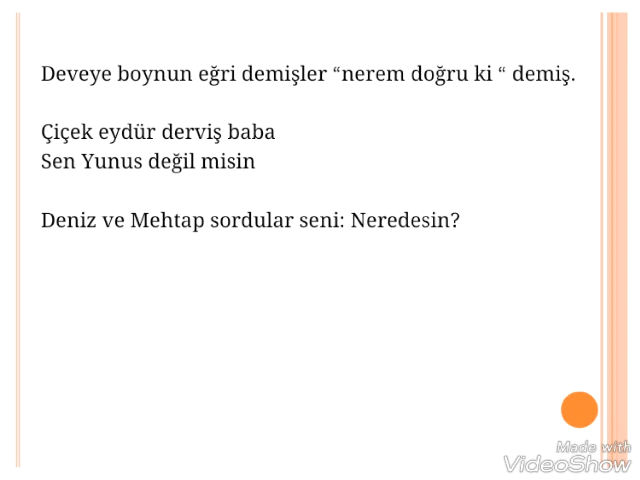 Deveye boynun eğri demişler “nerem doğru ki “ demiş.
Çiçek eydür derviş baba
Sen Yunus değil misin
Deniz ve Mehtap sordular seni: Neredesin?
Made with
VideoShow